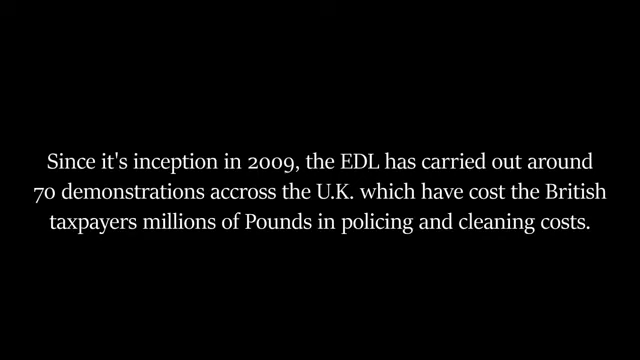 Since it's inception in 2009, the EDL has carried out around
70 demonstrations accross the U.K. which have cost the British
taxpayers millions of Pounds in policing and cleaning costs.